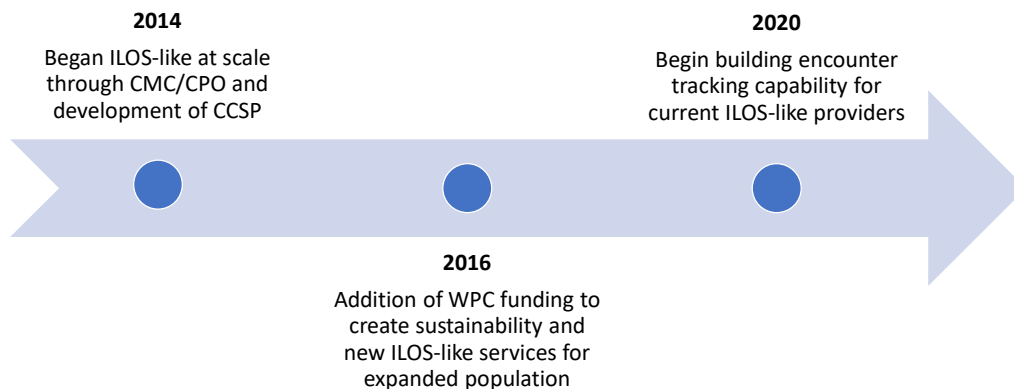 2014
Began ILOS-like at scale
through CMC/CPO and
development of CCSP
2016
Addition of WPC funding to
create sustainability and
new ILOS-like services for
expanded population
2020
Begin building encounter
tracking capability for
current ILOS-like providers